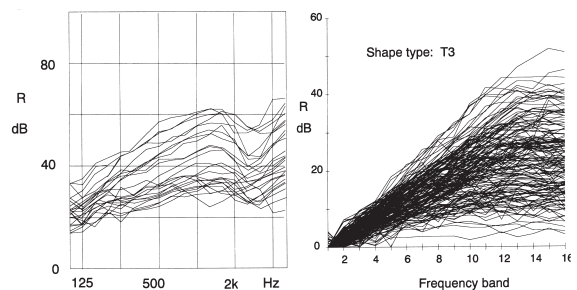 80
R
dB
40
0
125 500 2k Hz
60
Shape type: T3
40
R
dB
20
0
2 4 6 8 10 12 14 16
Frequency band